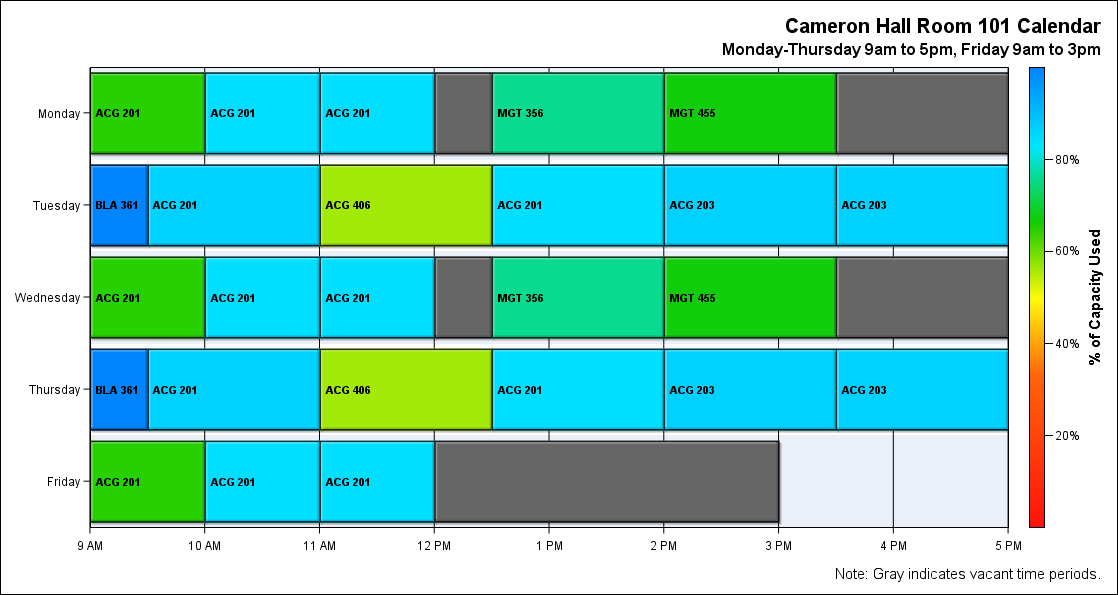 Cameron Hall Room 101 Calendar
Monday-Thursday 9am to 5pm, Friday 9am to 3pm
Monday ACG 201 ACG 201 ACG 201 MGT 356 MGT 455
Tuesday BLA 361 ACG 201 ACG 406 ACG 201 ACG 203 ACG 203
Wednesday ACG 201 ACG 201 ACG 201 MGT 356 MGT 455
Thursday BLA 361 ACG 201 ACG 406 ACG 201 ACG 203 ACG 203
Friday ACG 201 ACG 201 ACG 201
9 AM 10 AM 11 AM 12 PM 1 PM 2 PM 3 PM 4 PM 5 PM
80%
60%
40%
20%
% of Capacity Used
Note: Gray indicates vacant time periods.